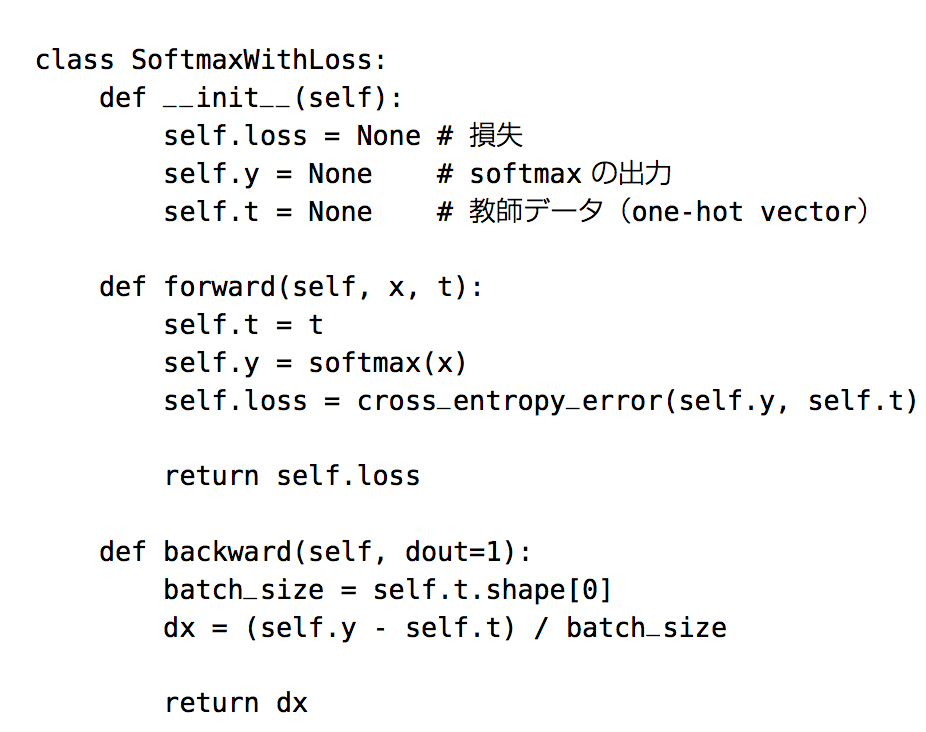 class SoftmaxWithLoss:
    def __init__(self):
        self.loss = None # 損失
        self.y = None    # softmax の出力
        self.t = None    # 教師データ（one-hot vector）

    def forward(self, x, t):
        self.t = t
        self.y = softmax(x)
        self.loss = cross_entropy_error(self.y, self.t)

        return self.loss

    def backward(self, dout=1):
        batch_size = self.t.shape[0]
        dx = (self.y - self.t) / batch_size

        return dx